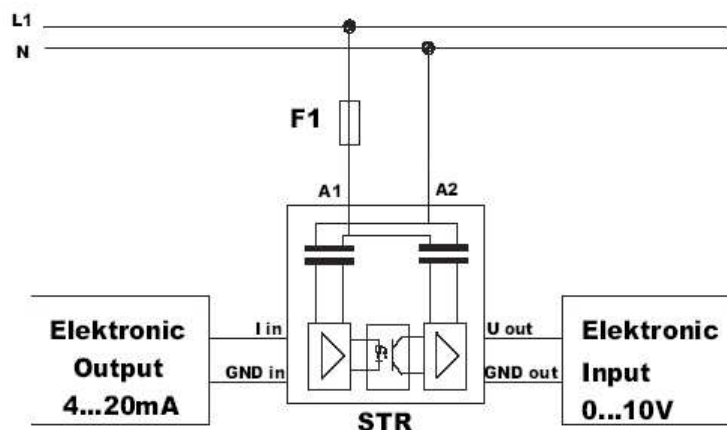 L1
N
F1
A1
A2
Elektronic
Output
4...20mA
I in
GND in
U out
GND out
Elektronic
Input
0...10V
STR